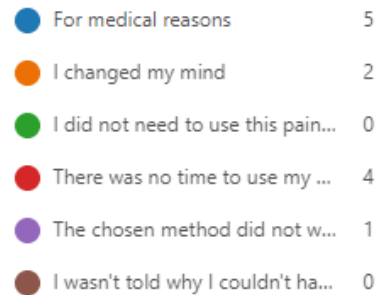 For medical reasons 5
I changed my mind 2
I did not need to use this pain... 0
There was no time to use my ... 4
The chosen method did not w... 1
I wasn't told why I couldn't ha... 0